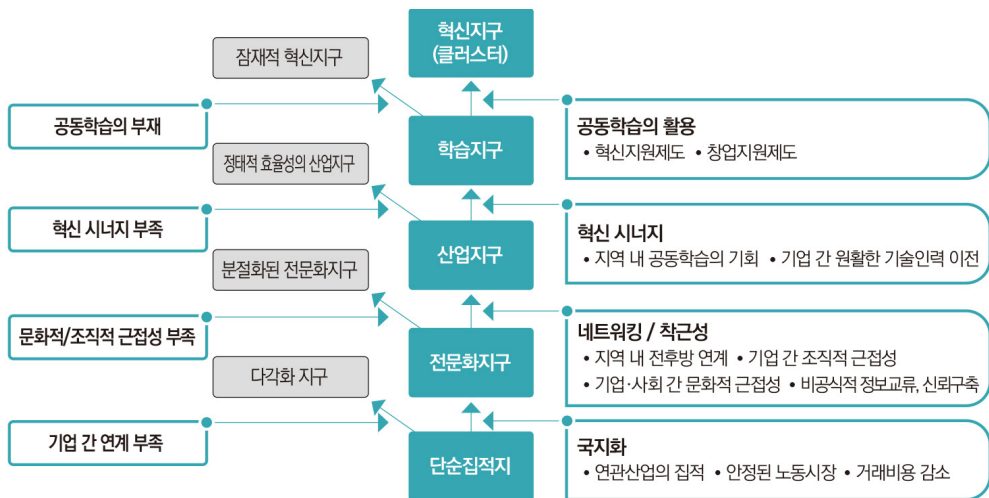 혁신지구
(클러스터)
잠재적 혁신지구
공동학습의 부재
공동학습의 활용
• 혁신지원제도 • 창업지원제도
학습지구
정태적 효율성의 산업지구
혁신 시너지 부족
혁신 시너지
• 지역 내 공동학습의 기회 • 기업 간 원활한 기술인력 이전
산업지구
분절화된 전문화지구
문화적/조직적 근접성 부족
네트워킹 / 착근성
• 지역 내 전후방 연계 • 기업 간 조직적 근접성
• 기업·사회 간 문화적 근접성 • 비공식적 정보교류, 신뢰구축
전문화지구
다각화 지구
기업 간 연계 부족
국지화
• 연관산업의 집적 • 안정된 노동시장 • 거래비용 감소
단순집적지